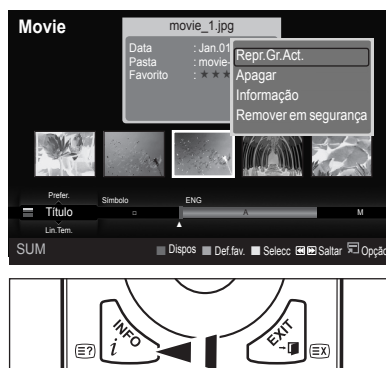 Movie
movie_1.jpg
Data : Jan.01
Pasta : movie-
Favorito : ★ ★ ★
Repr.Gr.Act.
Apagar
Informação
Remover em segurança
Prefer.
Símbolo ENG
Título A M
Lin.Tem.
SUM Dispos Def.fav. Selecc Saltar Opção
INFO
i
EXIT